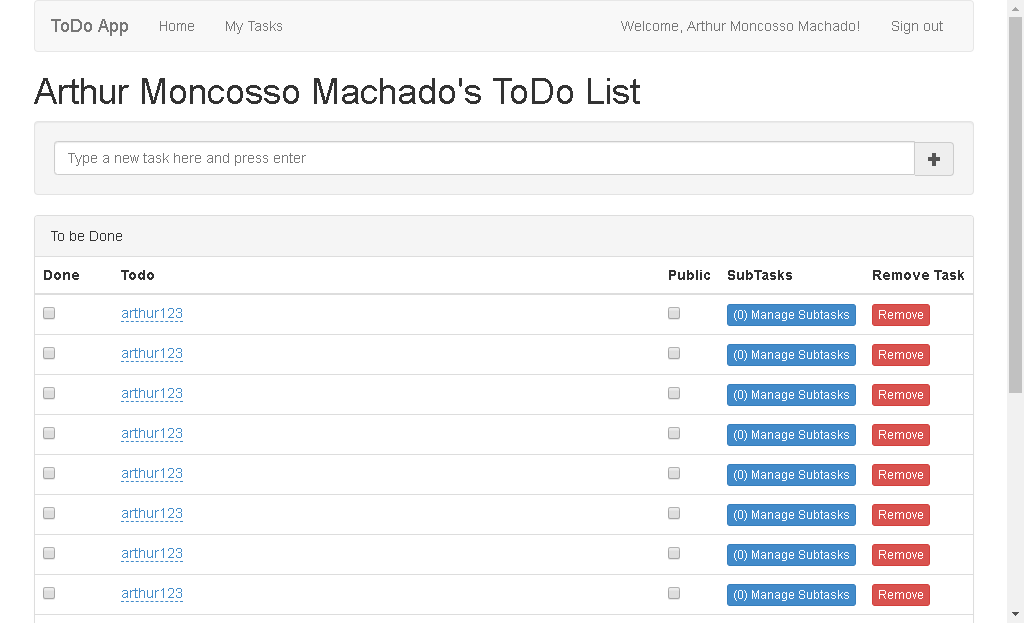 ToDo App Home My Tasks Welcome, Arthur Moncosso Machado! Sign out
Arthur Moncosso Machado's ToDo List
Type a new task here and press enter
To be Done
Done Todo Public SubTasks Remove Task
arthur123 (0) Manage Subtasks Remove
arthur123 (0) Manage Subtasks Remove
arthur123 (0) Manage Subtasks Remove
arthur123 (0) Manage Subtasks Remove
arthur123 (0) Manage Subtasks Remove
arthur123 (0) Manage Subtasks Remove
arthur123 (0) Manage Subtasks Remove
arthur123 (0) Manage Subtasks Remove